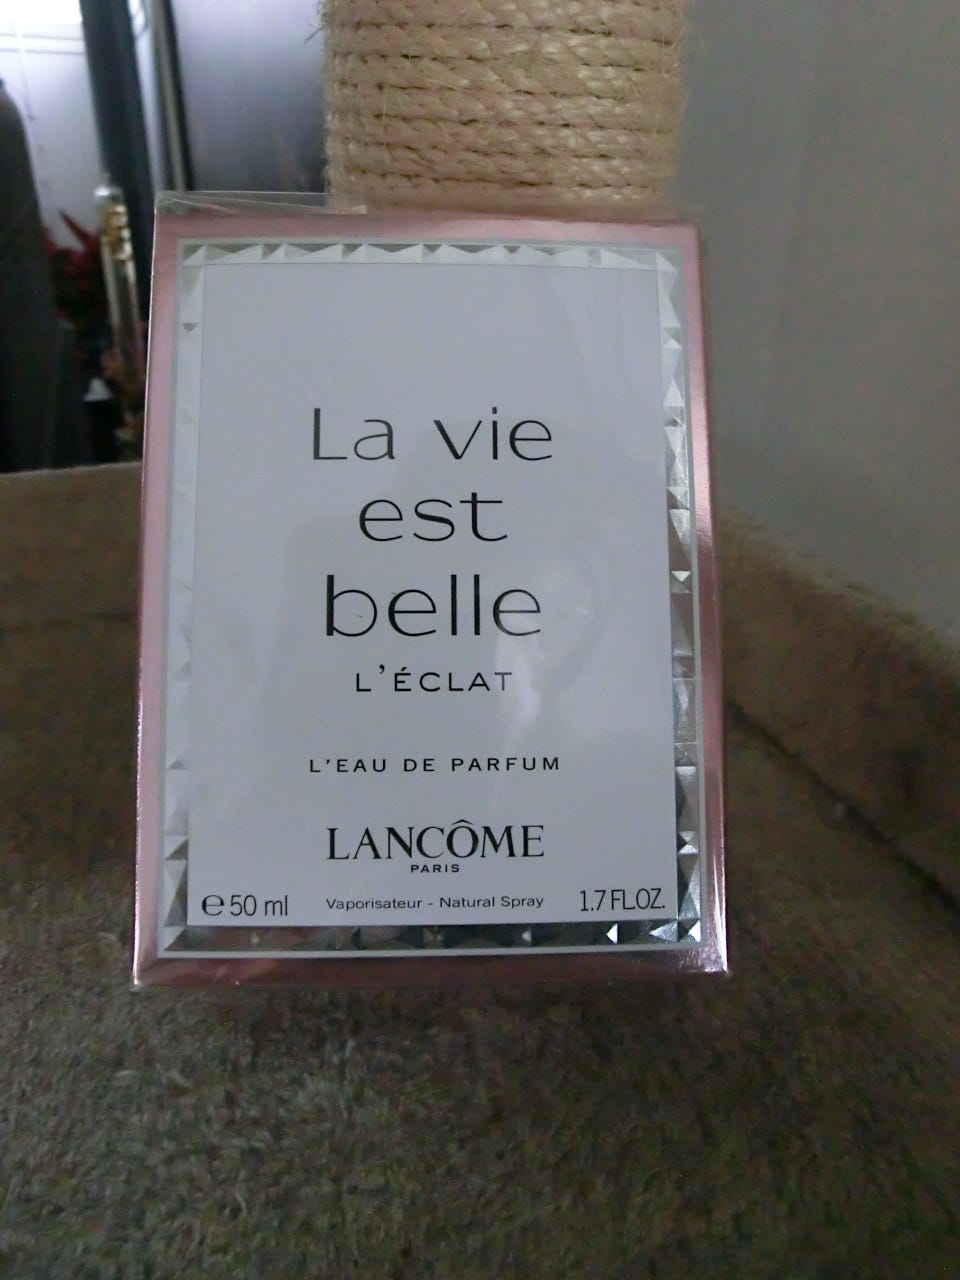 La vie
est
belle
L'ÉCLAT
L'EAU DE PARFUM
LANCÔME
PARIS
℮ 50 ml Vaporisateur - Natural Spray 1.7 FL.OZ.